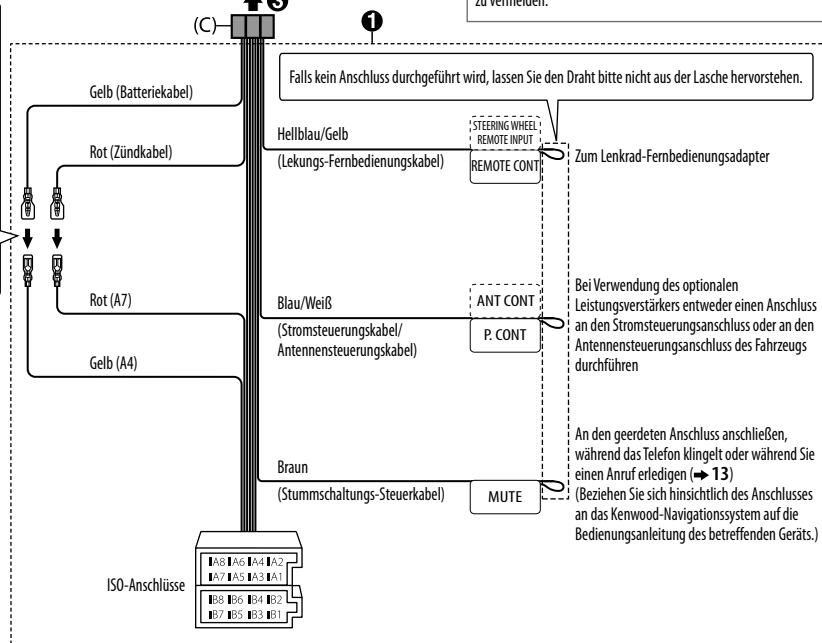 zu vermeiden.
3
(C)
1
Falls kein Anschluss durchgeführt wird, lassen Sie den Draht bitte nicht aus der Lasche hervorstehen.
Gelb (Batteriekabel)
Rot (Zündkabel)
Hellblau/Gelb
(Lekungs-Fernbedienungskabel)
STEERING WHEEL
REMOTE INPUT
REMOTE CONT
Zum Lenkrad-Fernbedienungsadapter
Rot (A7)
Gelb (A4)
Blau/Weiß
(Stromsteuerungskabel/
Antennensteuerungskabel)
ANT CONT
P. CONT
Bei Verwendung des optionalen
Leistungsverstärkers entweder einen Anschluss
an den Stromsteuerungsanschluss oder an den
Antennensteuerungsanschluss des Fahrzeugs
durchführen
Braun
(Stummschaltungs-Steuerkabel)
MUTE
An den geerdeten Anschluss anschließen,
während das Telefon klingelt oder während Sie
einen Anruf erledigen (➡ 13)
(Beziehen Sie sich hinsichtlich des Anschlusses
an das Kenwood-Navigationssystem auf die
Bedienungsanleitung des betreffenden Geräts.)
ISO-Anschlüsse
A8 A6 A4 A2
A7 A5 A3 A1
B8 B6 B4 B2
B7 B5 B3 B1